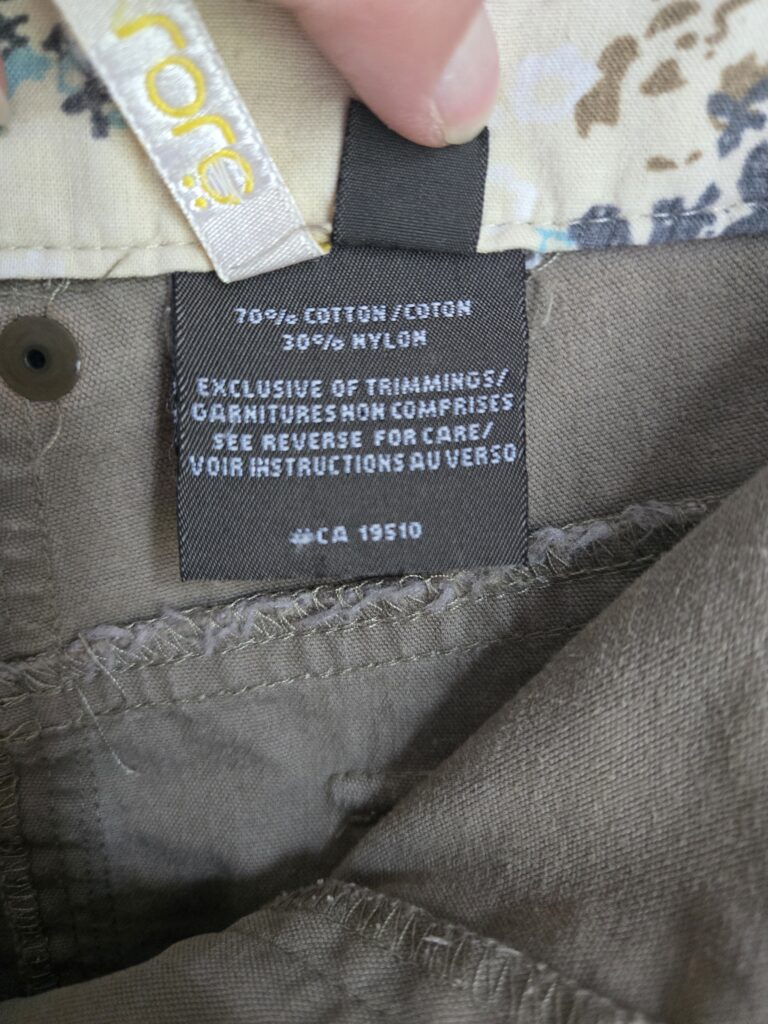 rorë
70% COTTON/COTON
30% NYLON
EXCLUSIVE OF TRIMMINGS/
GARNITURES NON COMPRISES
SEE REVERSE FOR CARE/
VOIR INSTRUCTIONS AU VERSO
#CA 19510